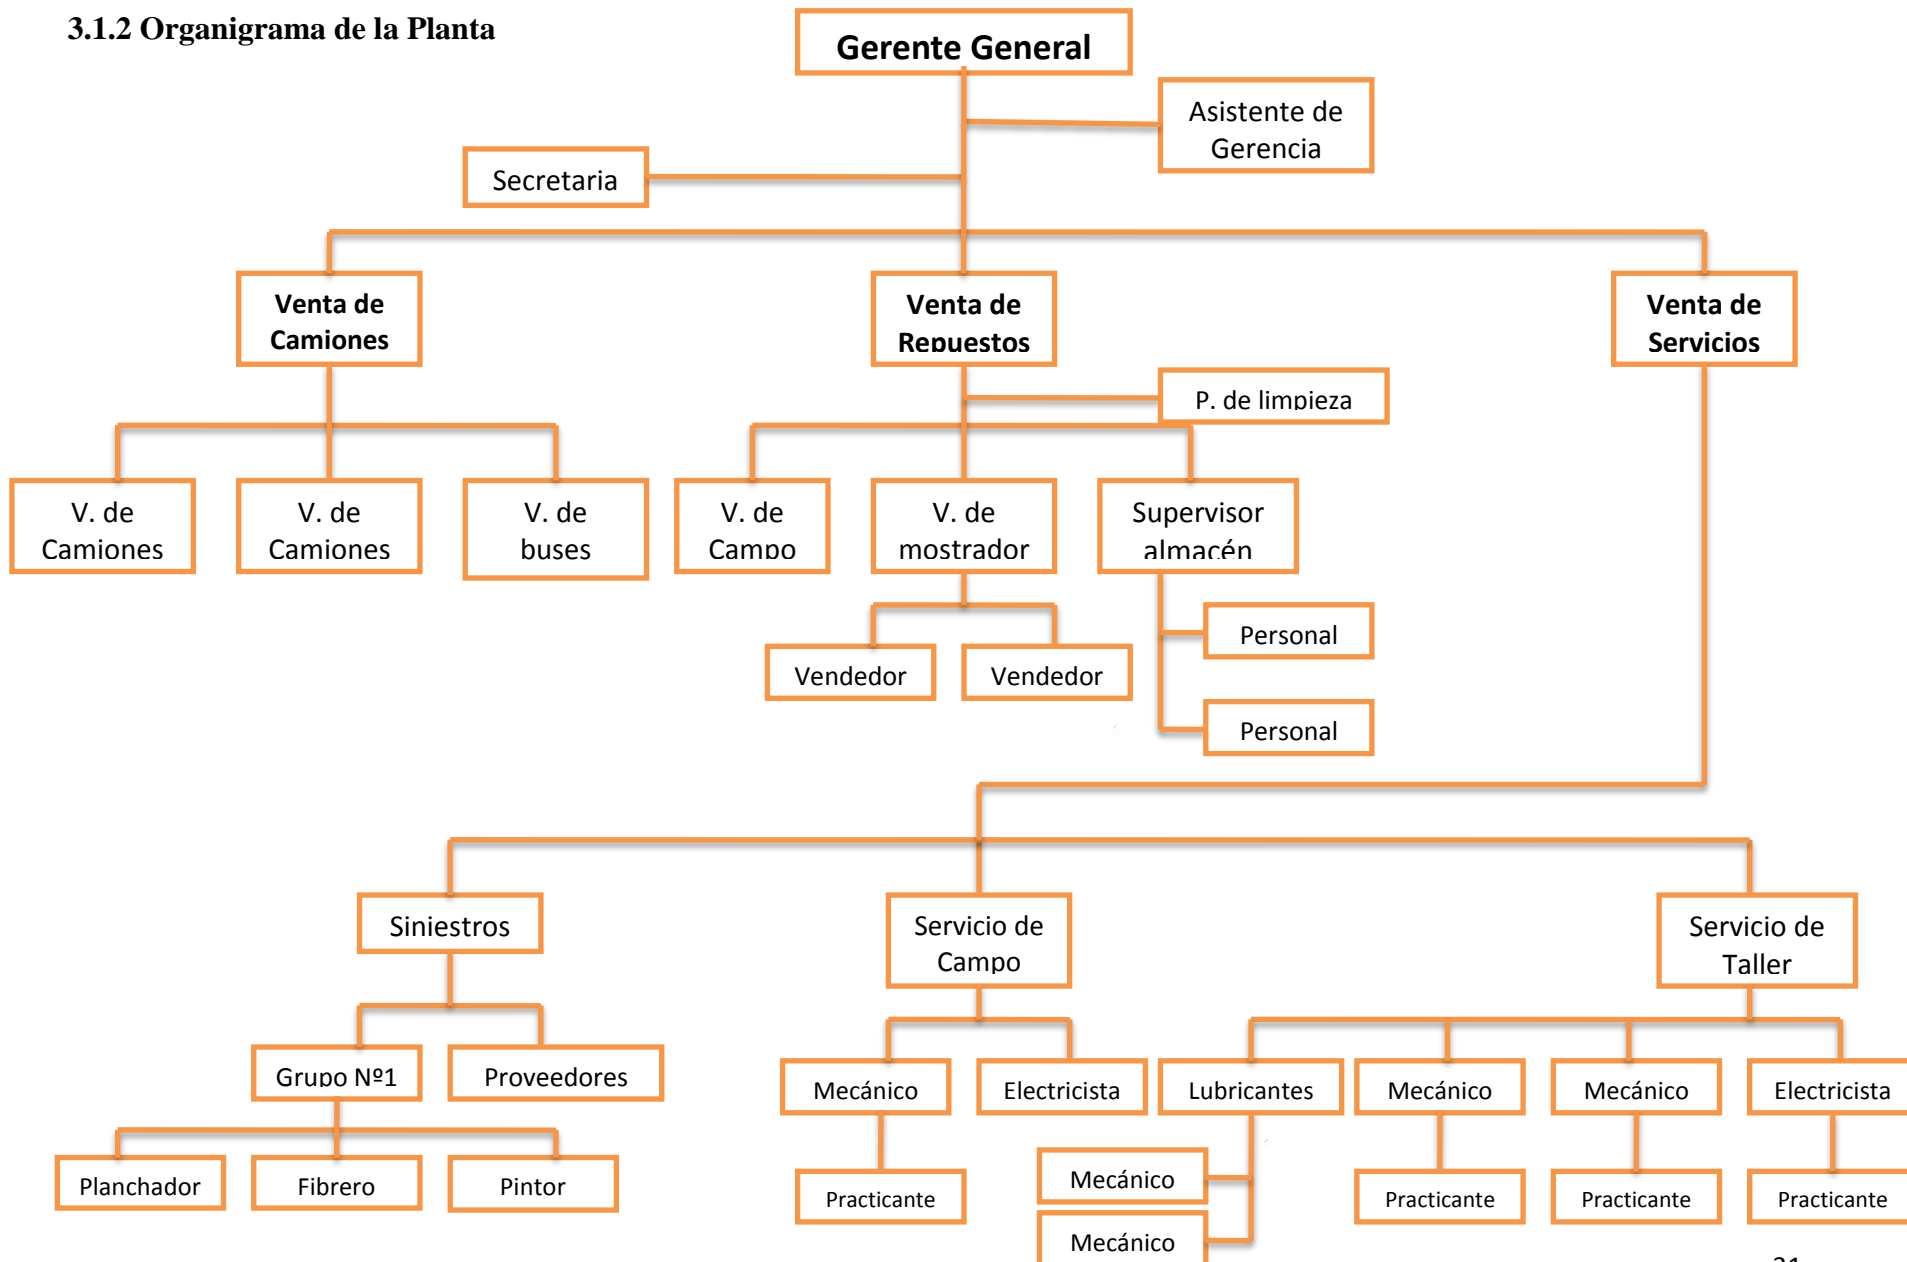 3.1.2 Organigrama de la Planta
Gerente General
Asistente de
Gerencia
Secretaria
Venta de
Camiones
Venta de
Repuestos
Venta de
Servicios
P. de limpieza
V. de
Camiones
V. de
Camiones
V. de
buses
V. de
Campo
V. de
mostrador
Supervisor
almacén
Personal
Vendedor
Vendedor
Personal
Siniestros
Servicio de
Campo
Servicio de
Taller
Grupo Nº1
Proveedores
Mecánico
Electricista
Lubricantes
Mecánico
Mecánico
Electricista
Planchador
Fibrero
Pintor
Practicante
Mecánico
Practicante
Practicante
Practicante
Mecánico